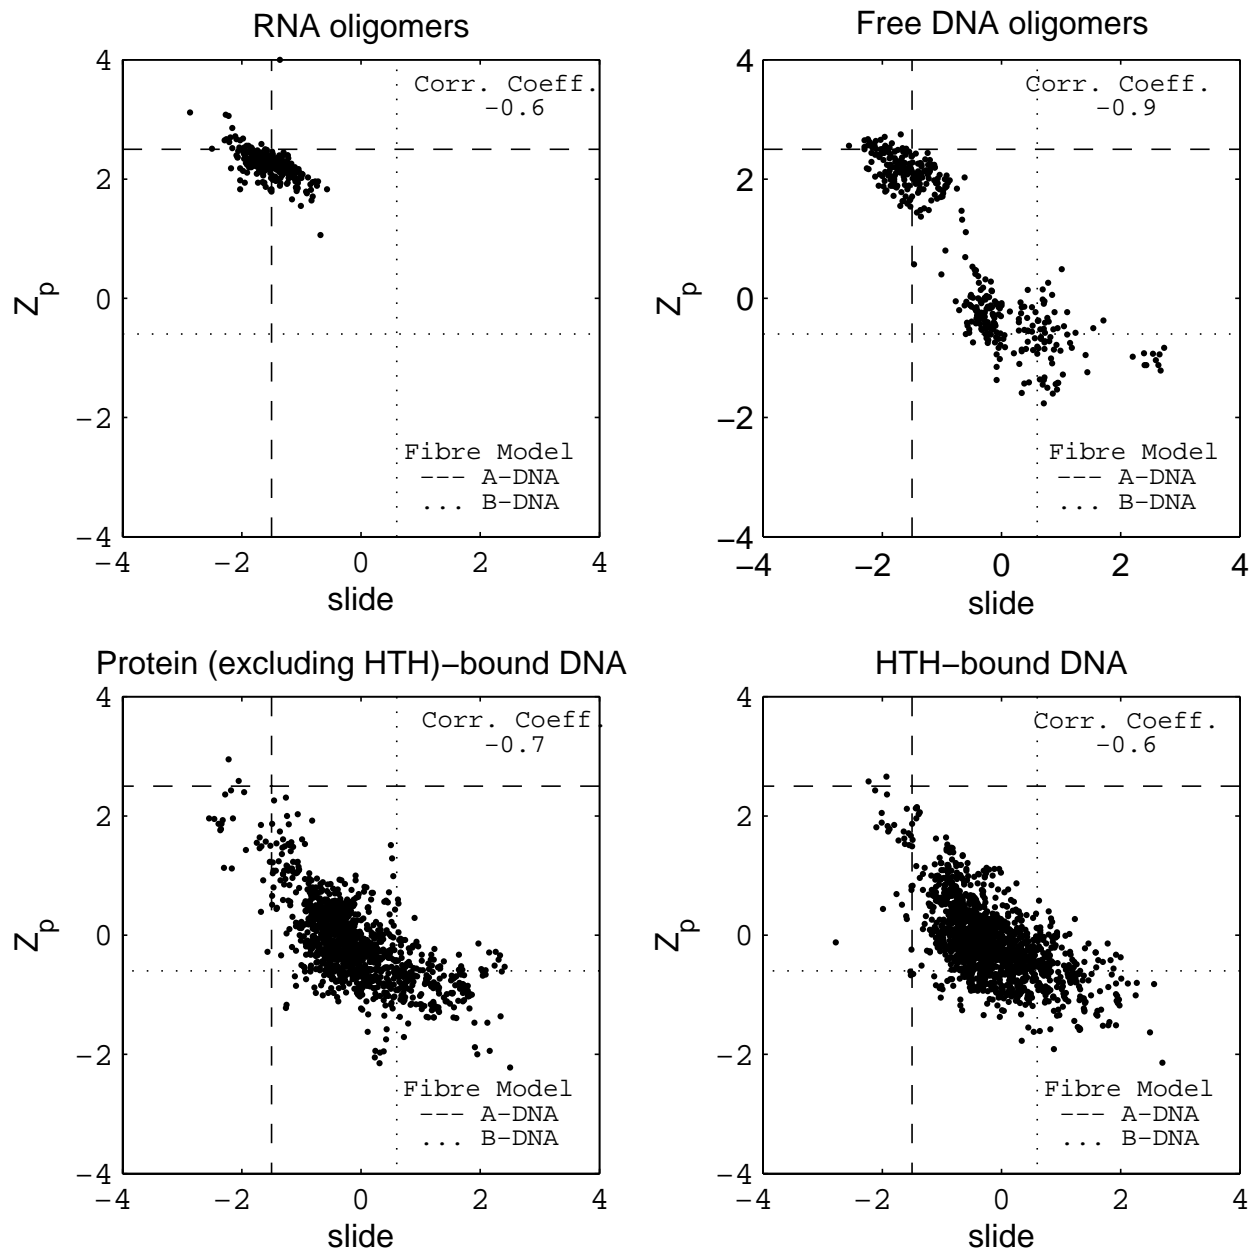 RNA oligomers
4
2
0
−2
−4
Zp
Corr. Coeff.
−0.6
Fibre Model
−−− A−DNA
... B−DNA
−4 −2 0 2 4
slide
Free DNA oligomers
4
2
0
−2
−4
Zp
Corr. Coeff.
−0.9
Fibre Model
−−− A−DNA
... B−DNA
−4 −2 0 2 4
slide
Protein (excluding HTH)−bound DNA
4
2
0
−2
−4
Zp
Corr. Coeff.
−0.7
Fibre Model
−−− A−DNA
... B−DNA
−4 −2 0 2 4
slide
HTH−bound DNA
4
2
0
−2
−4
Zp
Corr. Coeff.
−0.6
Fibre Model
−−− A−DNA
... B−DNA
−4 −2 0 2 4
slide